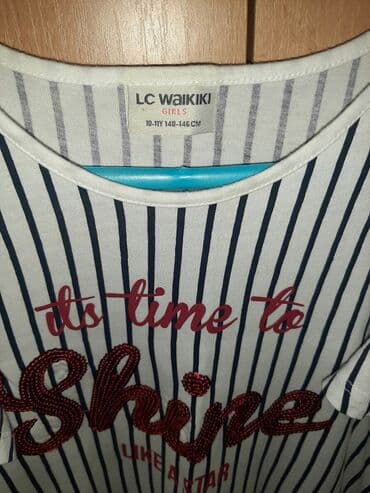 LC WAIKIKI
GIRLS
10-11Y 140-146 CM
its time to
Shine
LIKE A STAR